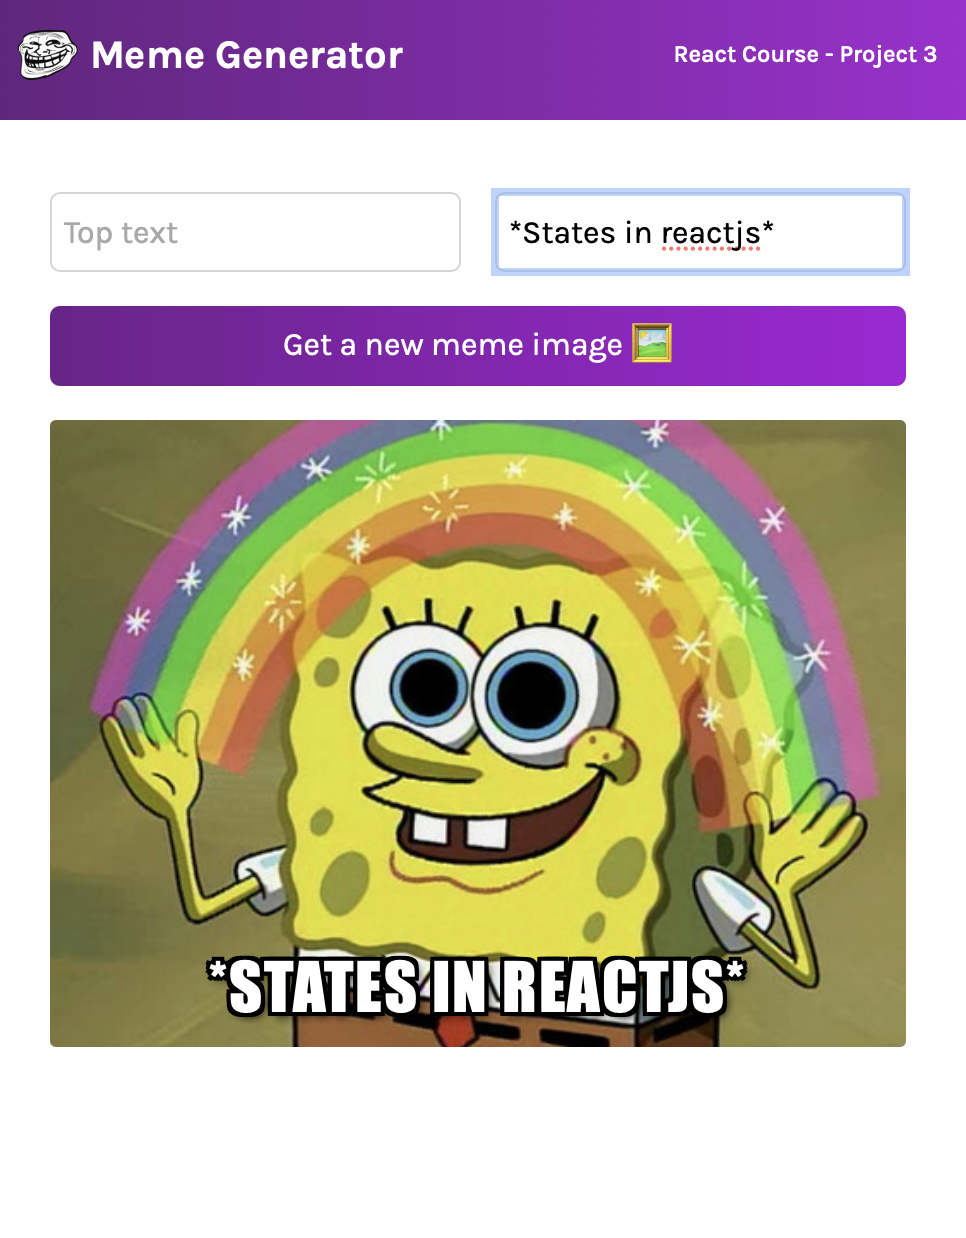 Meme Generator
React Course - Project 3
Top text
*States in reactjs*
Get a new meme image
*STATES IN REACTJS*